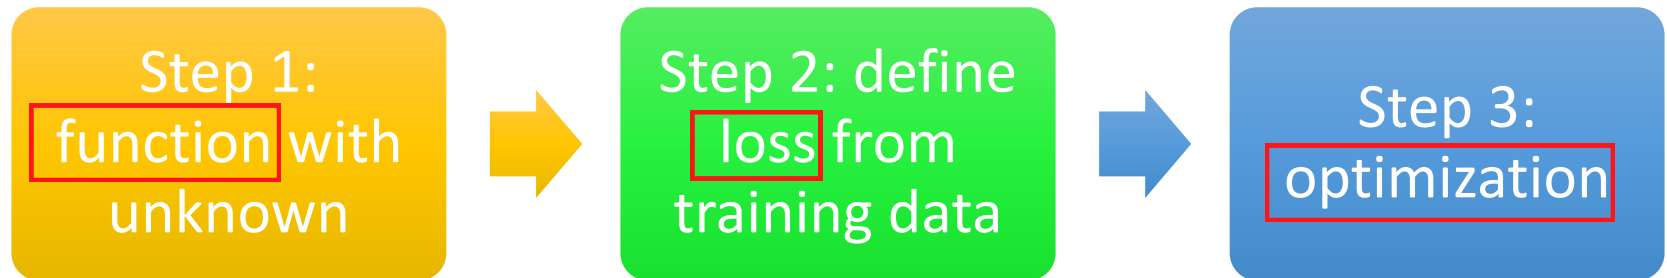 Step 1:
function with
unknown
Step 2: define
loss from
training data
Step 3:
optimization